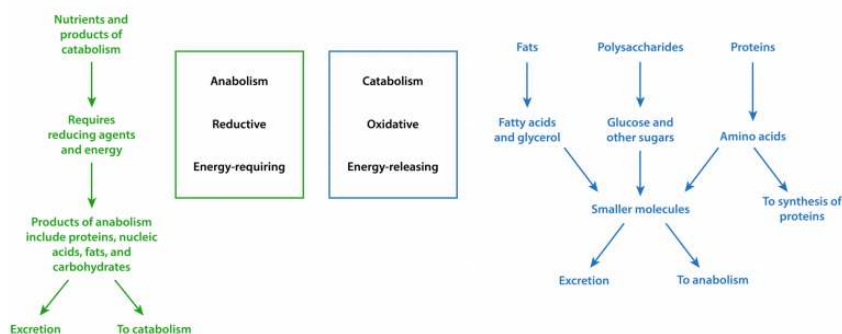 Nutrients and
products of
catabolism
Requires
reducing agents
and energy
Products of anabolism
include proteins, nucleic
acids, fats, and
carbohydrates
Excretion
To catabolism
Anabolism
Reductive
Energy-requiring
Catabolism
Oxidative
Energy-releasing
Fats
Polysaccharides
Proteins
Fatty acids
and glycerol
Glucose and
other sugars
Amino acids
Smaller molecules
To synthesis of
proteins
Excretion
To anabolism